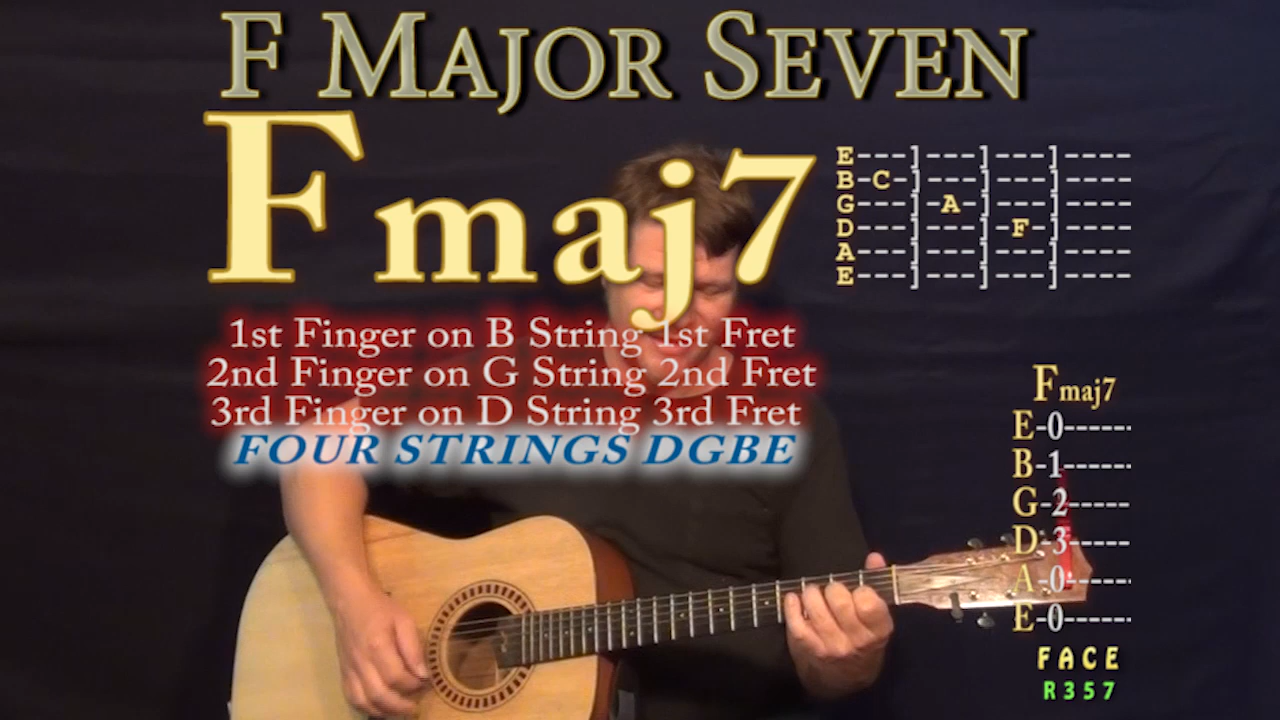 F MAJOR SEVEN
Fmaj7
E---]---]---]----
B-C-]---]---]----
G---]-A-]---]----
D---]---]-F-]----
A---]---]---]----
E---]---]---]----
1st Finger on B String 1st Fret
2nd Finger on G String 2nd Fret
3rd Finger on D String 3rd Fret
FOUR STRINGS DGBE
Fmaj7
E-0------
B-1------
G-2------
D-3------
A-0------
E-0------
FACE
R357